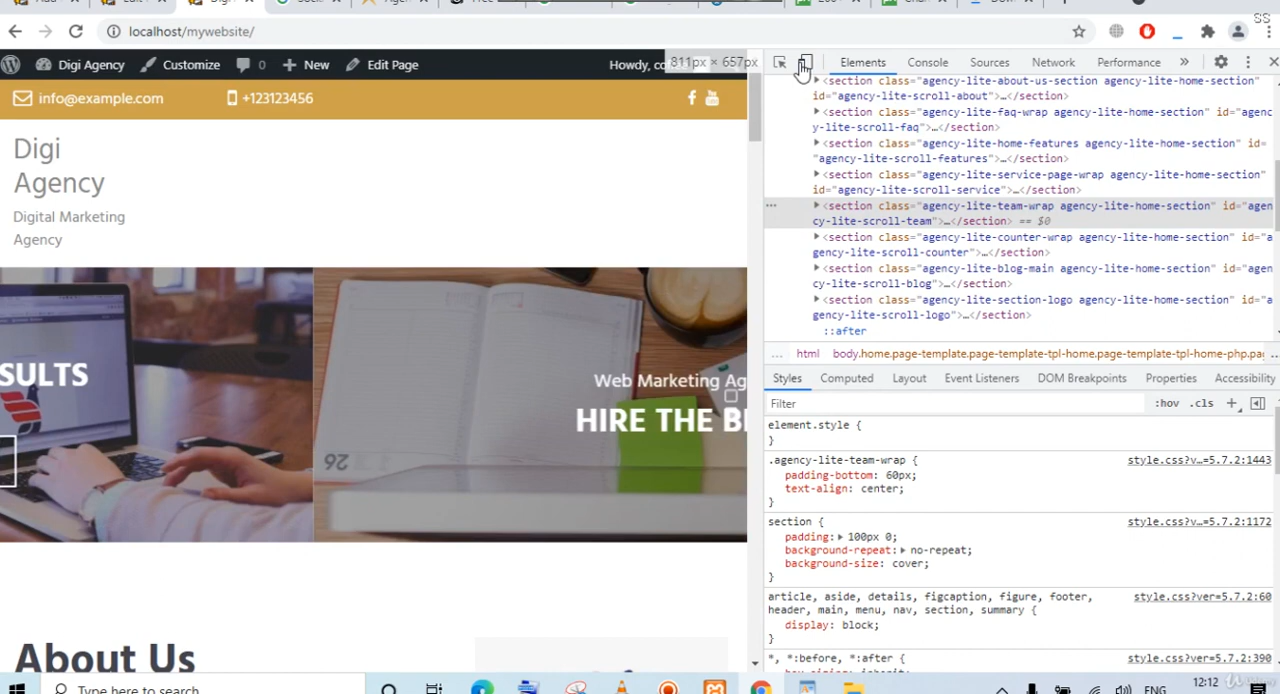 SS
localhost/mywebsite/
Digi Agency Customize 0 New Edit Page Howdy, 811px × 657px
Elements Console Sources Network Performance
info@example.com +123123456
Digi
Agency
Digital Marketing
Agency
SULTS
Web Marketing Ag
HIRE THE B
26
About Us
<section class="agency-lite-about-us-section agency-lite-home-section"
id="agency-lite-scroll-about">…</section>
<section class="agency-lite-faq-wrap agency-lite-home-section" id="agenc
y-lite-scroll-faq">…</section>
<section class="agency-lite-home-features agency-lite-home-section" id=
"agency-lite-scroll-features">…</section>
<section class="agency-lite-service-page-wrap agency-lite-home-section"
id="agency-lite-scroll-service">…</section>
<section class="agency-lite-team-wrap agency-lite-home-section" id="agen
cy-lite-scroll-team">…</section> == $0
<section class="agency-lite-counter-wrap agency-lite-home-section" id="a
gency-lite-scroll-counter">…</section>
<section class="agency-lite-blog-main agency-lite-home-section" id="agen
cy-lite-scroll-blog">…</section>
<section class="agency-lite-section-logo agency-lite-home-section" id="a
gency-lite-scroll-logo">…</section>
::after
… html body.home.page-template.page-template-tpl-home.page-template-tpl-home-php.pag …
Styles Computed Layout Event Listeners DOM Breakpoints Properties Accessibility
Filter :hov .cls +
element.style {
}
.agency-lite-team-wrap { style.css?v…=5.7.2:1443
padding-bottom: 60px;
text-align: center;
}
section { style.css?v…=5.7.2:1172
padding: 100px 0;
background-repeat: no-repeat;
background-size: cover;
}
article, aside, details, figcaption, figure, footer, style.css?ver=5.7.2:60
header, main, menu, nav, section, summary {
display: block;
}
*, *:before, *:after { style.css?ver=5.7.2:390
Type here to search
ENG
12:12